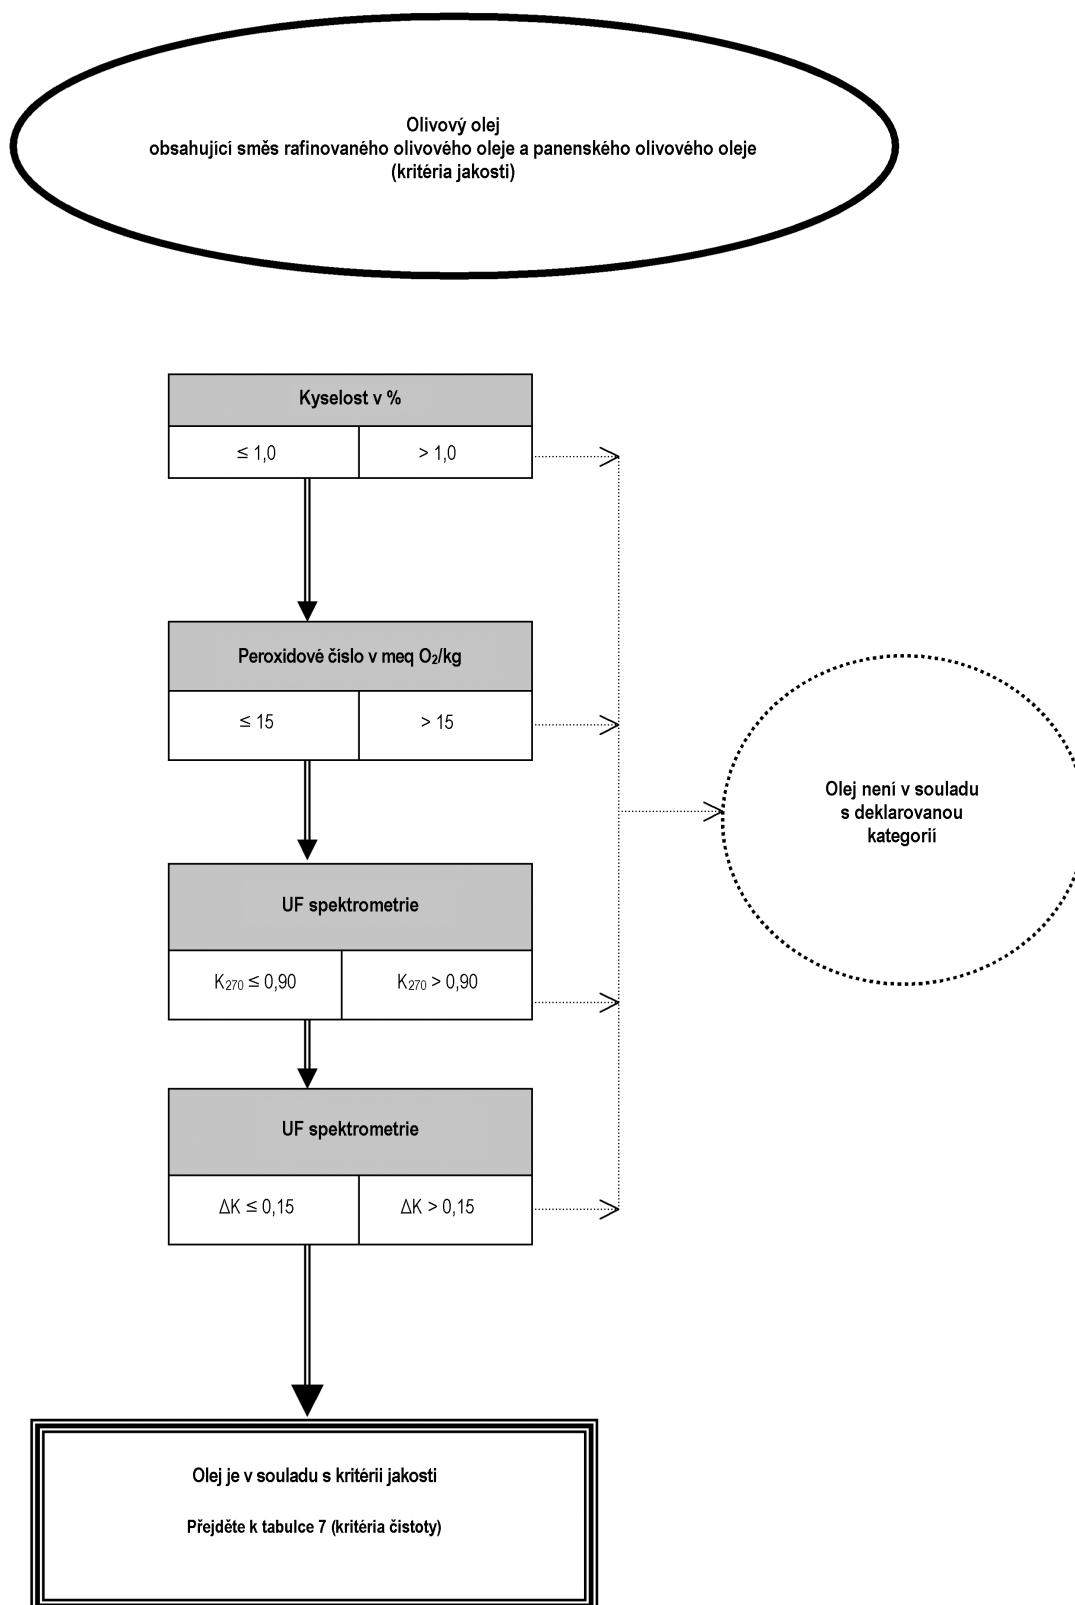 Olivový olej
obsahující směs rafinovaného olivového oleje a panenského olivového oleje
(kritéria jakosti)
Kyselost v %
≤ 1,0
> 1,0
Peroxidové číslo v meq O₂/kg
≤ 15
> 15
Olej není v souladu
s deklarovanou
kategorií
UF spektrometrie
K₂₇₀ ≤ 0,90
K₂₇₀ > 0,90
UF spektrometrie
ΔK ≤ 0,15
ΔK > 0,15
Olej je v souladu s kritérii jakosti
Přejděte k tabulce 7 (kritéria čistoty)